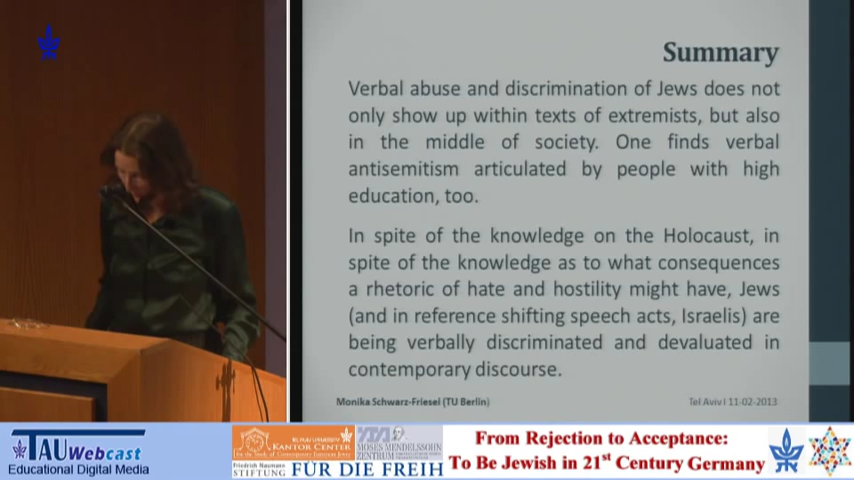 Summary
Verbal abuse and discrimination of Jews does not
only show up within texts of extremists, but also
in the middle of society. One finds verbal
antisemitism articulated by people with high
education, too.
In spite of the knowledge on the Holocaust, in
spite of the knowledge as to what consequences
a rhetoric of hate and hostility might have, Jews
(and in reference shifting speech acts, Israelis) are
being verbally discriminated and devaluated in
contemporary discourse.
Monika Schwarz-Friesel (TU Berlin)
Tel Aviv I 11-02-2013
TAU Webcast
Educational Digital Media
KANTOR CENTER
MOSES MENDELSSOHN
ZENTRUM
Friedrich Naumann
STIFTUNG FÜR DIE FREIH
From Rejection to Acceptance:
To Be Jewish in 21st Century Germany